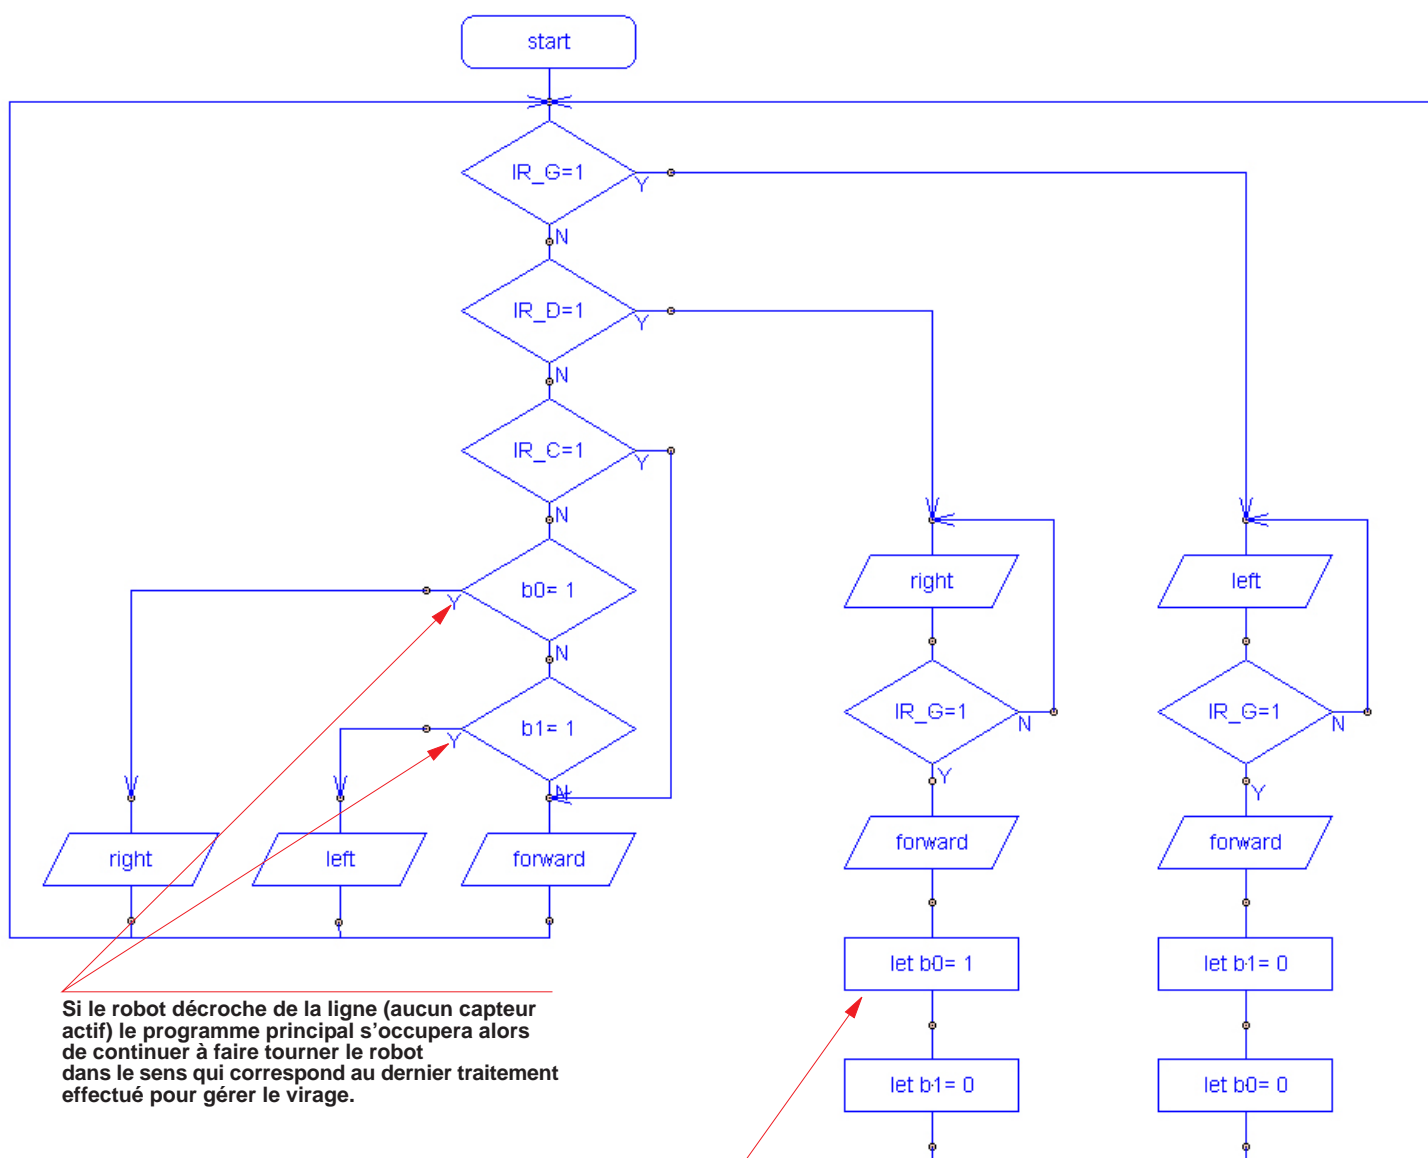 start
IR_G=1
Y
N
IR_D=1
Y
N
IR_C=1
Y
N
b0= 1
Y
N
b1= 1
Y
N
right
left
forward
right
IR_G=1
N
Y
forward
let b0= 1
let b1= 0
left
IR_G=1
N
Y
forward
let b1= 0
let b0= 0
Si le robot décroche de la ligne (aucun capteur
actif) le programme principal s’occupera alors
de continuer à faire tourner le robot
dans le sens qui correspond au dernier traitement
effectué pour gérer le virage.